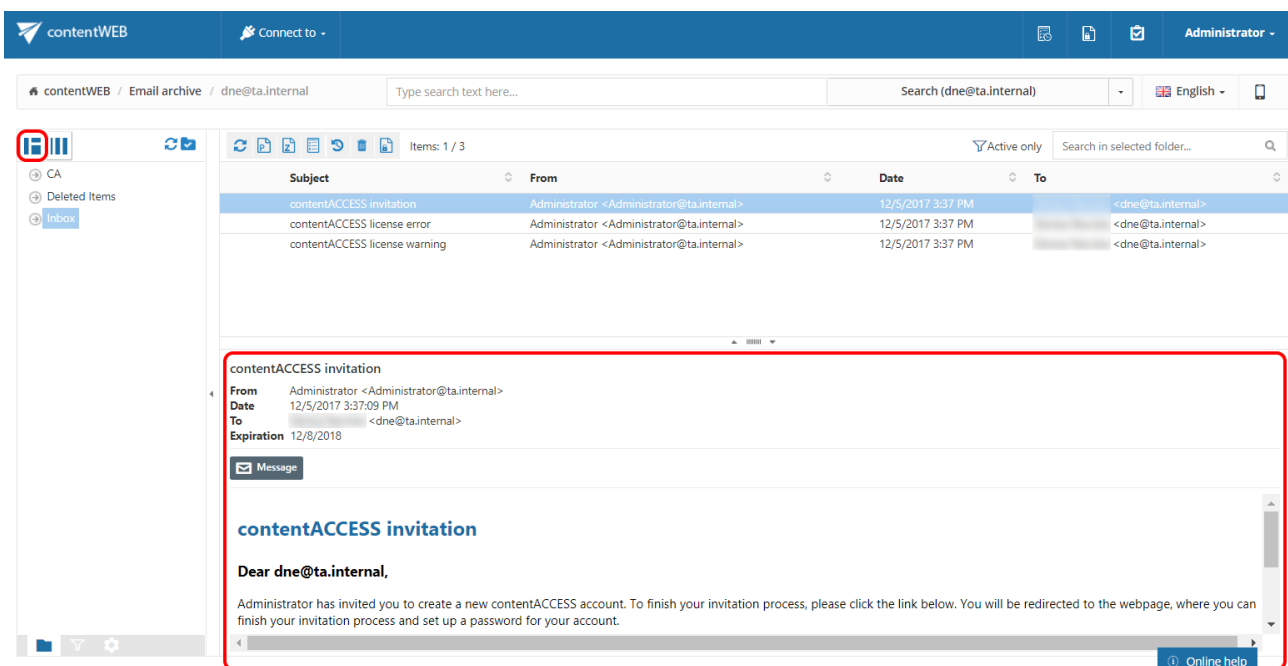 contentWEB Connect to Administrator
contentWEB / Email archive / dne@ta.internal Type search text here... Search (dne@ta.internal) English
Items: 1 / 3 Active only Search in selected folder...
CA
Deleted Items
Inbox
Subject From Date To
contentACCESS invitation Administrator <Administrator@ta.internal> 12/5/2017 3:37 PM <dne@ta.internal>
contentACCESS license error Administrator <Administrator@ta.internal> 12/5/2017 3:37 PM <dne@ta.internal>
contentACCESS license warning Administrator <Administrator@ta.internal> 12/5/2017 3:37 PM <dne@ta.internal>
contentACCESS invitation
From Administrator <Administrator@ta.internal>
Date 12/5/2017 3:37:09 PM
To <dne@ta.internal>
Expiration 12/8/2018
Message
contentACCESS invitation
Dear dne@ta.internal,
Administrator has invited you to create a new contentACCESS account. To finish your invitation process, please click the link below. You will be redirected to the webpage, where you can
finish your invitation process and set up a password for your account.
Online help